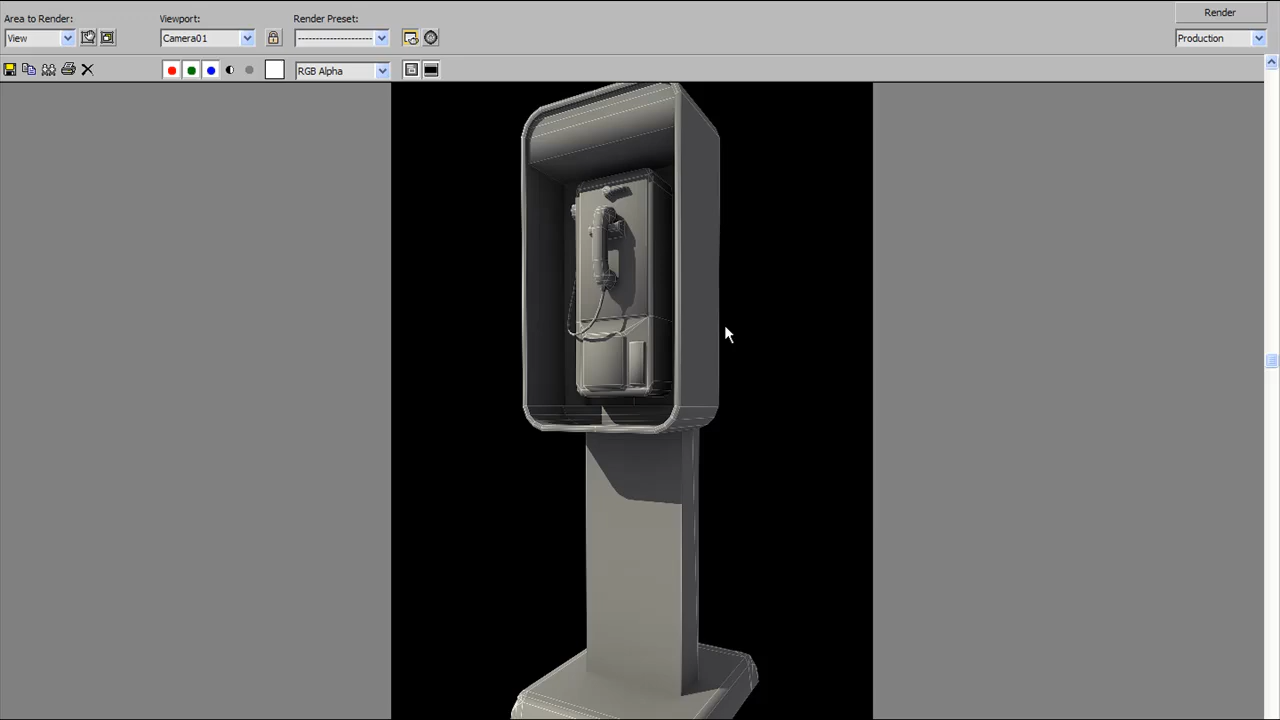 Area to Render:
Viewport:
Render Preset:
Render
View
Camera01
--------------------
Production
RGB Alpha